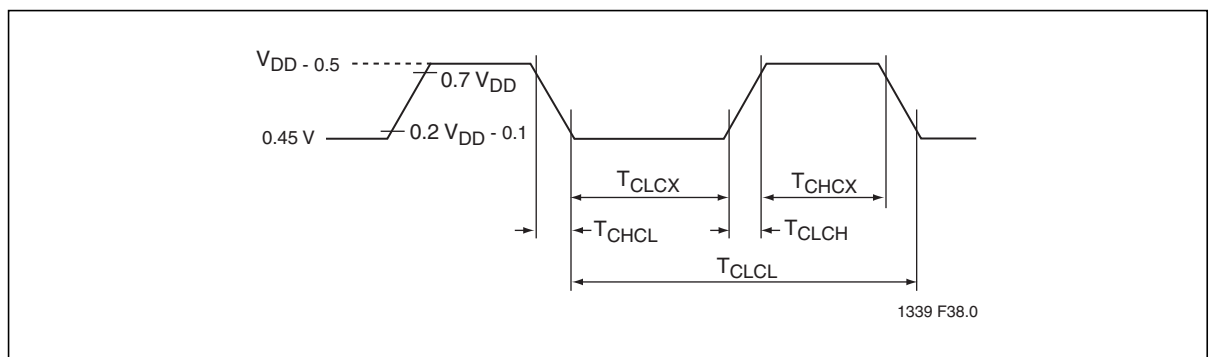 VDD - 0.5
0.7 VDD
0.45 V
0.2 VDD - 0.1
TCLCX
TCHCX
TCHCL
TCLCH
TCLCL
1339 F38.0